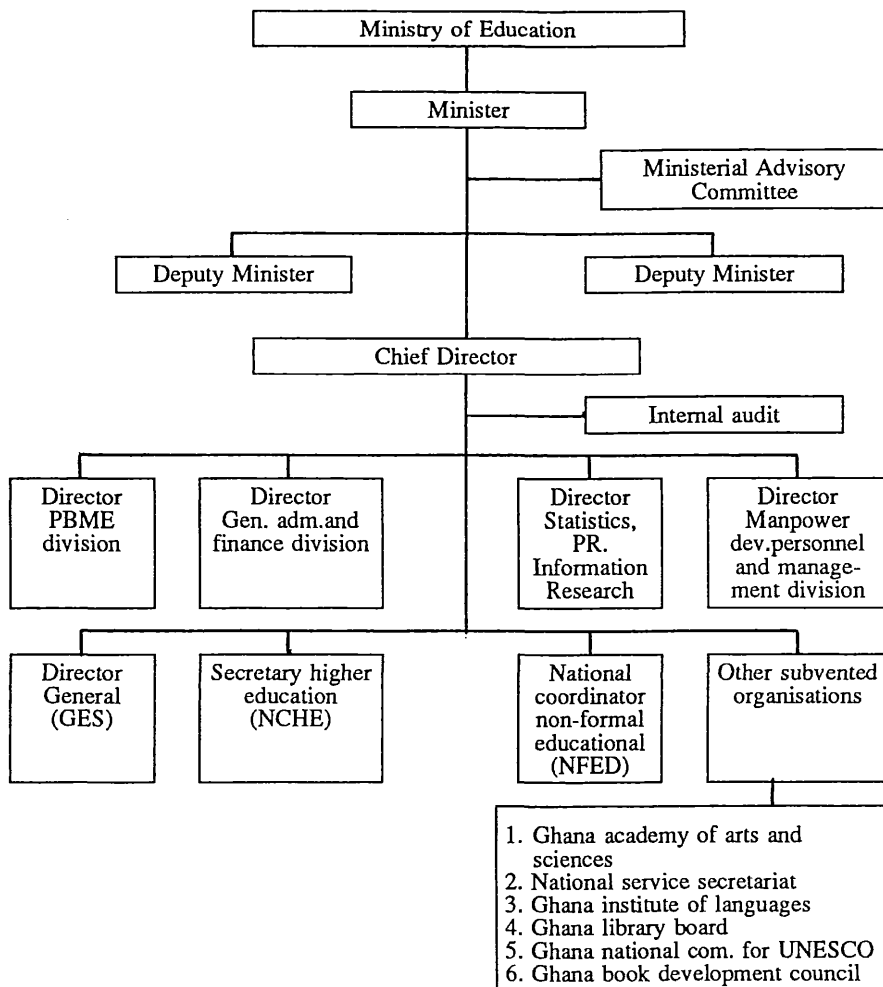 Ministry of Education
Minister
Ministerial Advisory
Committee
Deputy Minister
Deputy Minister
Chief Director
Internal audit
Director
PBME
division
Director
Gen. adm.and
finance division
Director
Statistics,
PR.
Information
Research
Director
Manpower
dev.personnel
and manage-
ment division
Director
General
(GES)
Secretary higher
education
(NCHE)
National
coordinator
non-formal
educational
(NFED)
Other subvented
organisations
1. Ghana academy of arts and
sciences
2. National service secretariat
3. Ghana institute of languages
4. Ghana library board
5. Ghana national com. for UNESCO
6. Ghana book development council